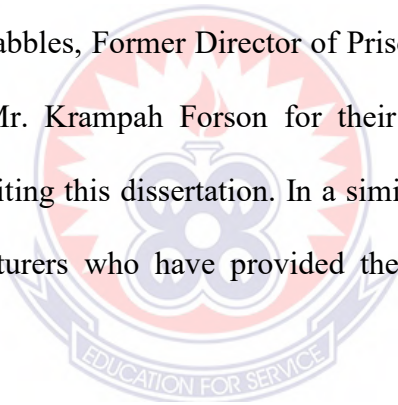 abbles, Former Director of Pris
Mr. Krampah Forson for their
iting this dissertation. In a simi
turers who have provided the
EDUCATION FOR SERVICE